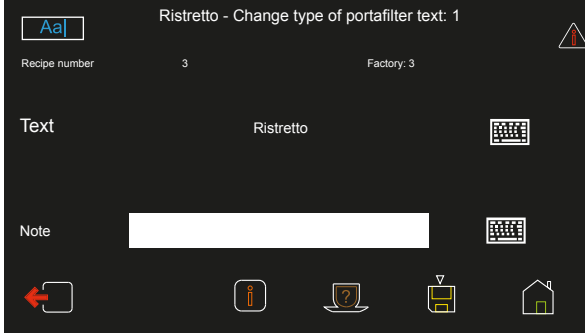 Aa
Ristretto - Change type of portafilter text: 1
Recipe number 3 Factory: 3
Text Ristretto
Note
i
i
?